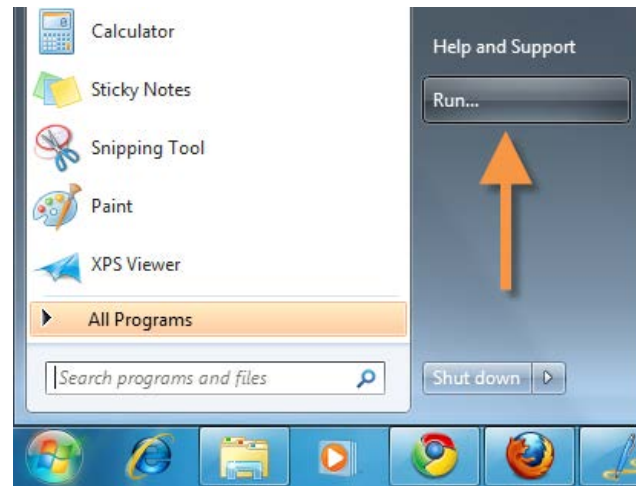 Calculator
Sticky Notes
Snipping Tool
Paint
XPS Viewer
All Programs
Search programs and files
Help and Support
Run...
Shut down